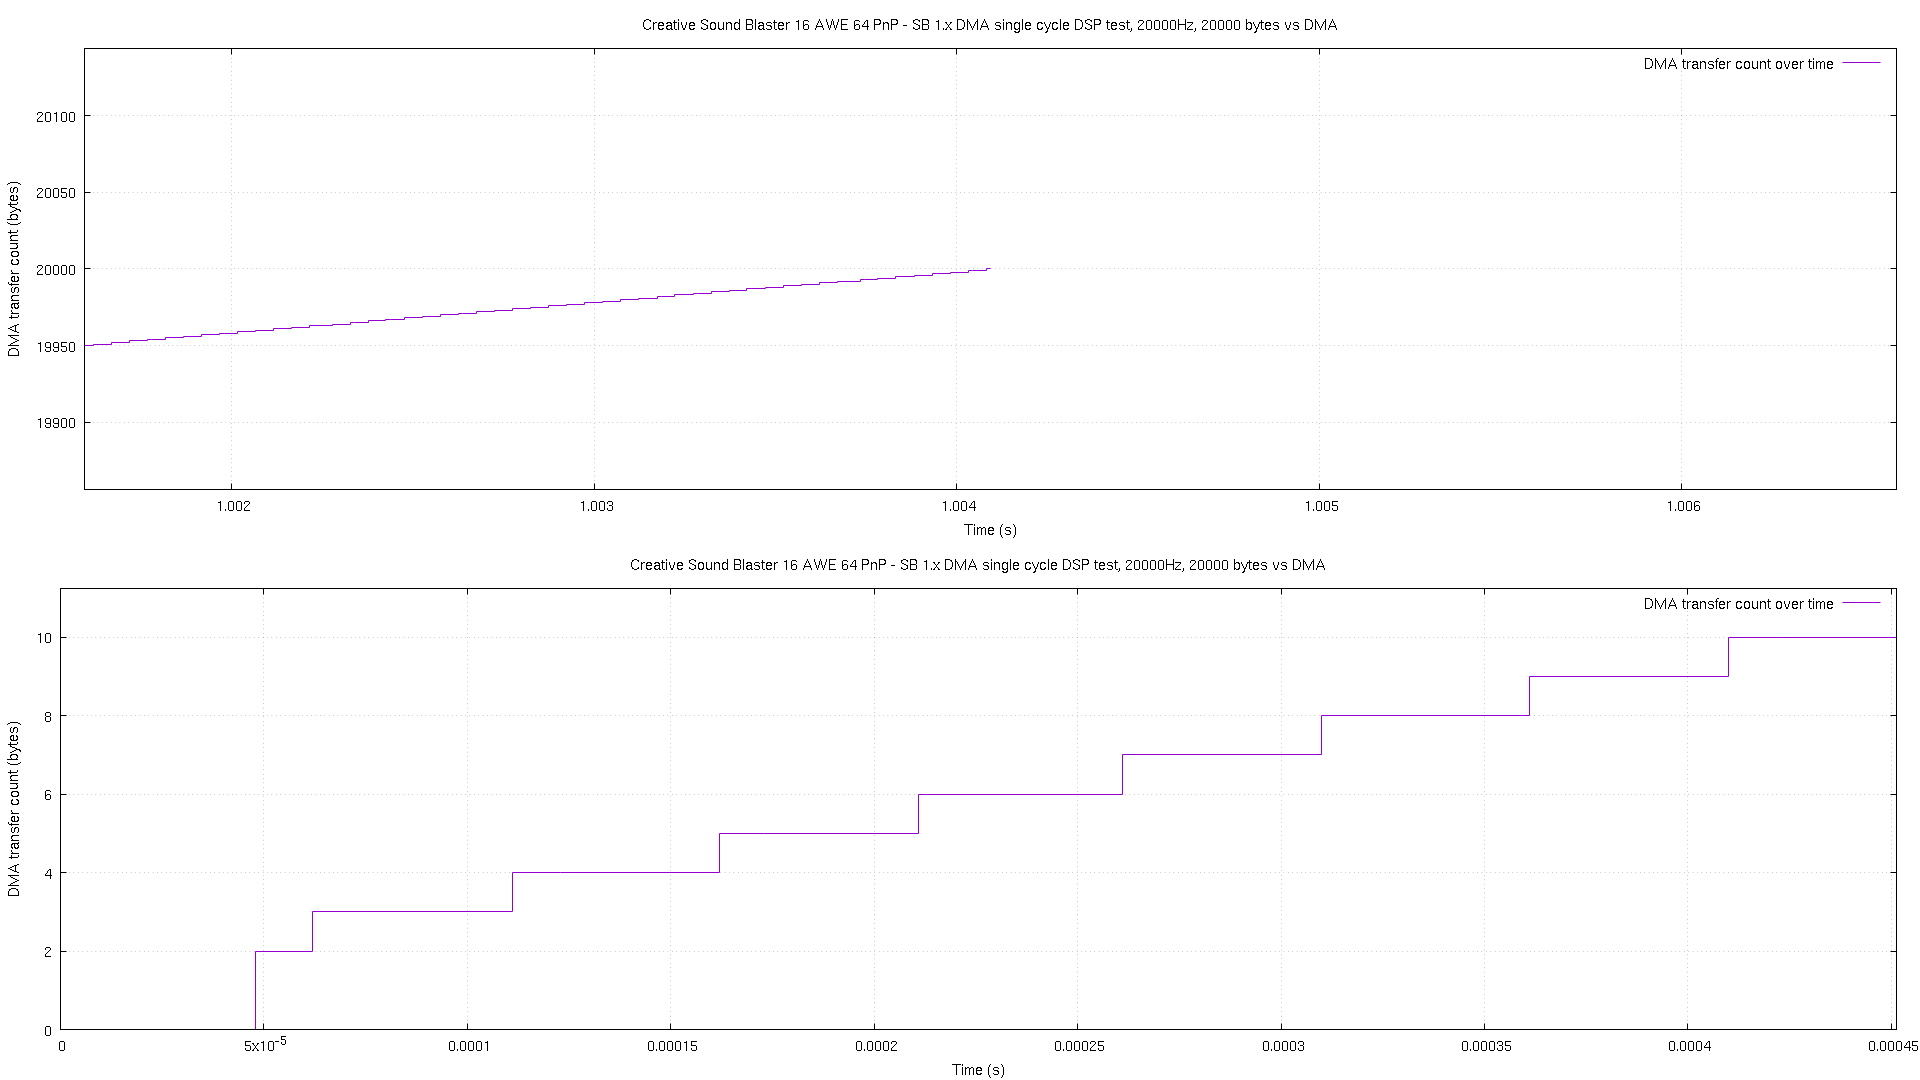 Creative Sound Blaster 16 AWE 64 PnP - SB 1.x DMA single cycle DSP test, 20000Hz, 20000 bytes vs DMA
DMA transfer count over time
20100
20050
20000
19950
19900
DMA transfer count (bytes)
1.002 1.003 1.004 1.005 1.006
Time (s)
Creative Sound Blaster 16 AWE 64 PnP - SB 1.x DMA single cycle DSP test, 20000Hz, 20000 bytes vs DMA
DMA transfer count over time
10
8
6
4
2
0
DMA transfer count (bytes)
0 5x10-5 0.0001 0.00015 0.0002 0.00025 0.0003 0.00035 0.0004 0.00045
Time (s)